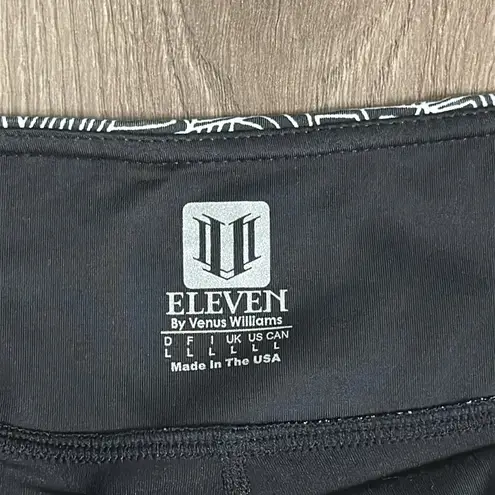 ELEVEN
By Venus Williams
D F I UK US CAN
L L L L L L
Made In The USA